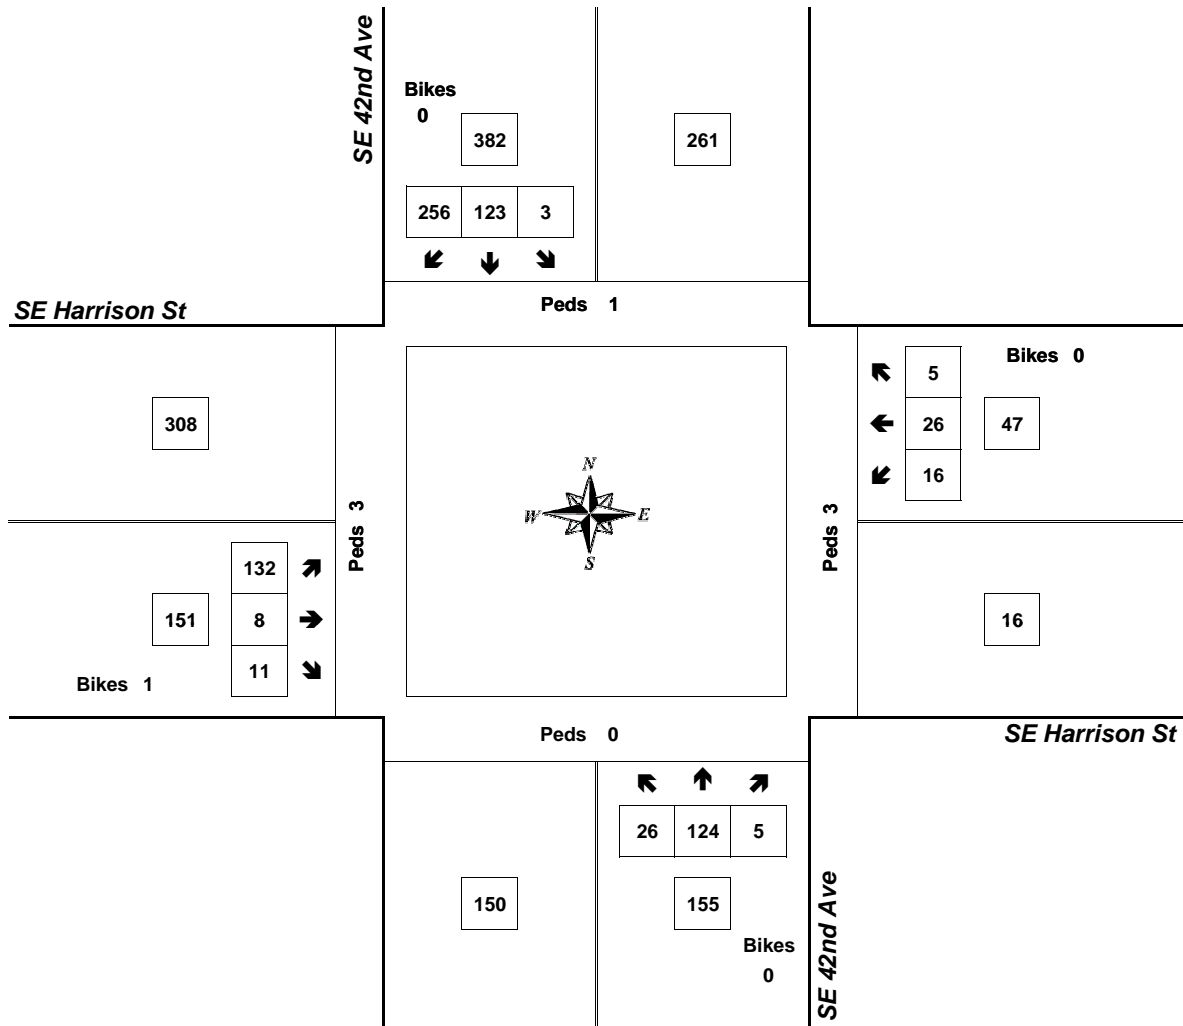 SE 42nd Ave
Bikes
0
382
261
256 123 3
Peds 1
SE Harrison St
308
Peds 3
151
132
8
11
Bikes 1
N
W E
S
Peds 3
5
26
16
47
Bikes 0
16
SE Harrison St
Peds 0
26 124 5
150
155
Bikes
0
SE 42nd Ave